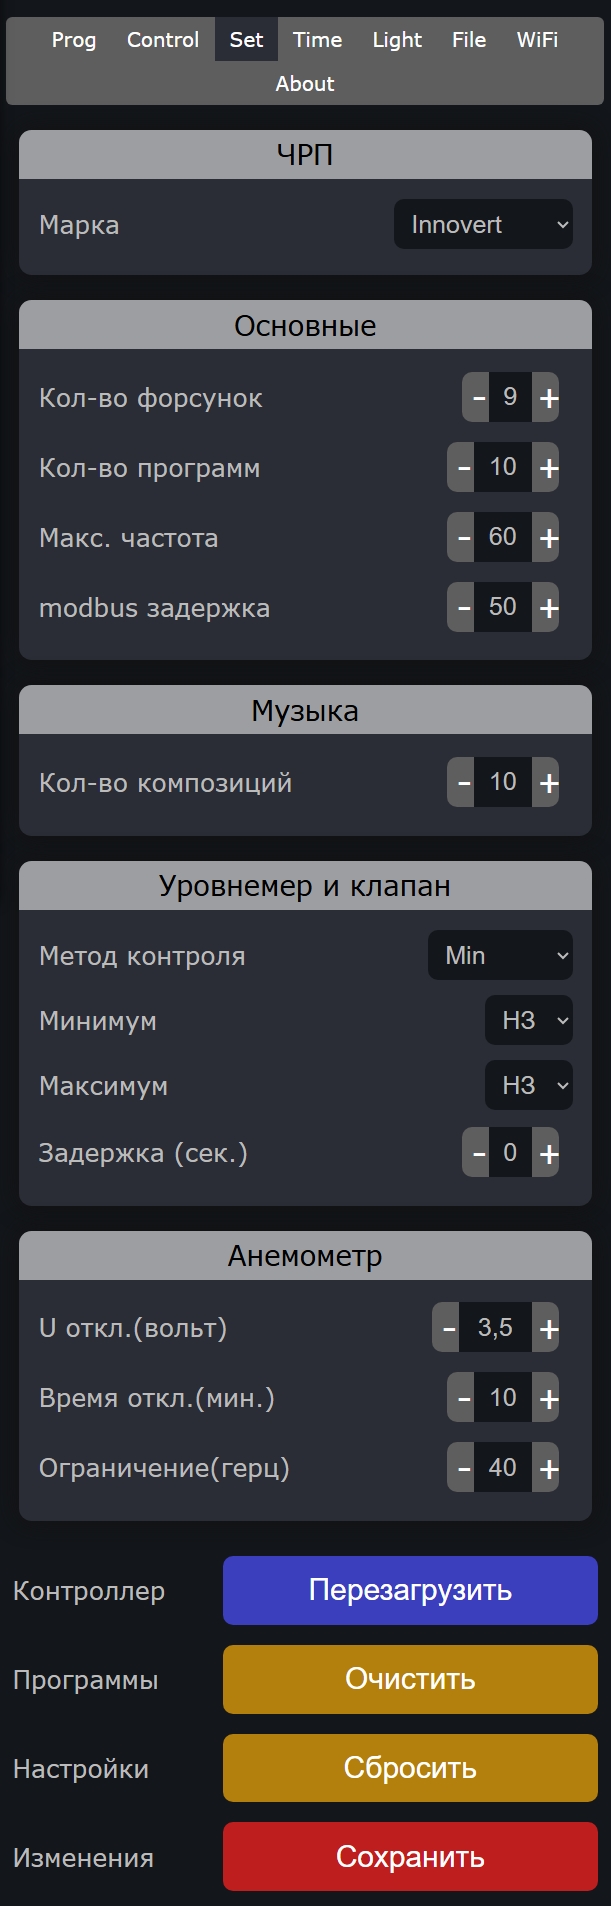 Prog Control Set Time Light File WiFi
About
ЧРП
Марка Innovert
Основные
Кол-во форсунок - 9 +
Кол-во программ - 10 +
Макс. частота - 60 +
modbus задержка - 50 +
Музыка
Кол-во композиций - 10 +
Уровнемер и клапан
Метод контроля Min
Минимум НЗ
Максимум НЗ
Задержка (сек.) - 0 +
Анемометр
U откл.(вольт) - 3,5 +
Время откл.(мин.) - 10 +
Ограничение(герц) - 40 +
Контроллер Перезагрузить
Программы Очистить
Настройки Сбросить
Изменения Сохранить